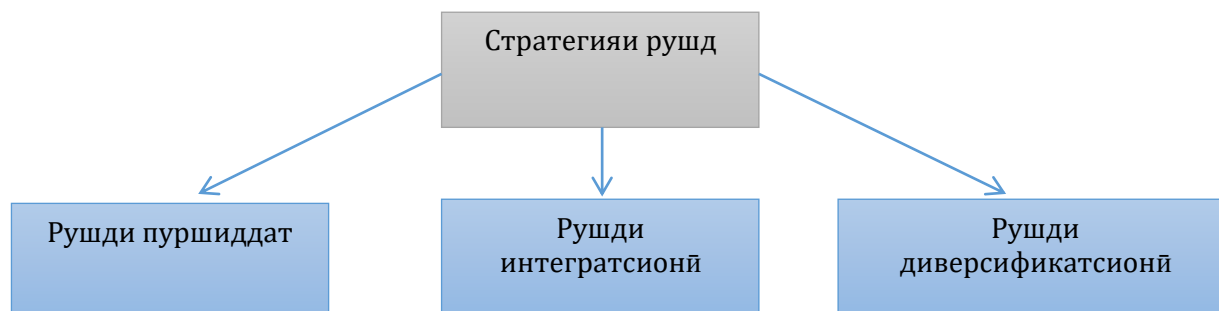 Стратегияи рушд
Рушди пуршиддат
Рушди
интегратсионӣ
Рушди
диверсификатсионӣ